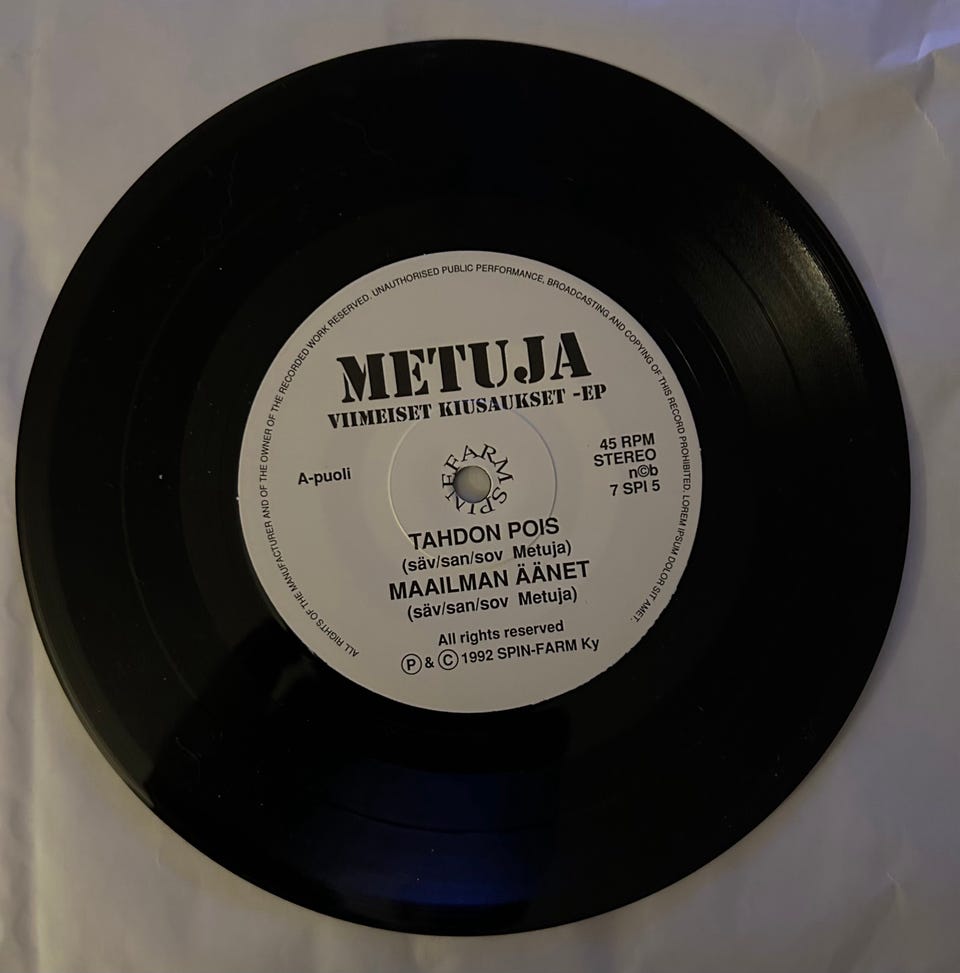 ALL RIGHTS OF THE MANUFACTURER AND OF THE OWNER OF THE RECORDED WORK RESERVED. UNAUTHORISED PUBLIC PERFORMANCE, BROADCASTING AND COPYING OF THIS RECORD PROHIBITED. LOREM IPSUM DOLOR SIT AMET.
METUJA
VIIMEISET KIUSAUKSET -EP
A-puoli
45 RPM
STEREO
n©b
7 SPI 5
SPINEFARM
TAHDON POIS
(säv/san/sov Metuja)
MAAILMAN ÄÄNET
(säv/san/sov Metuja)
All rights reserved
Ⓟ & © 1992 SPIN-FARM Ky